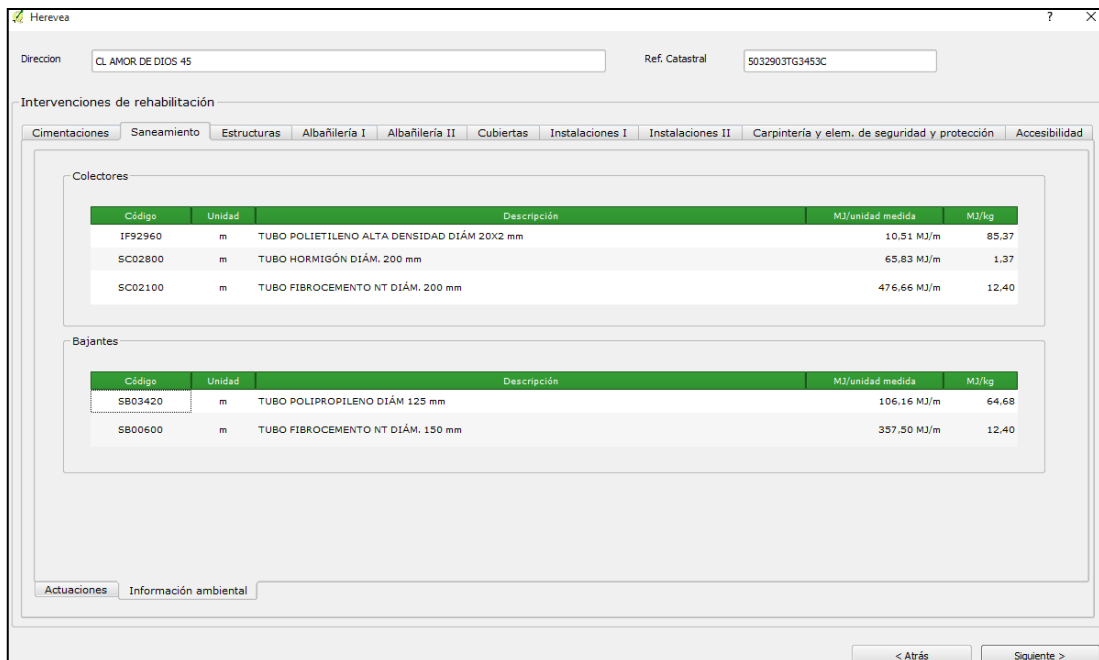 Herevea ? X
Direccion CL AMOR DE DIOS 45 Ref. Catastral 5032903TG3453C
Intervenciones de rehabilitación
Cimentaciones Saneamiento Estructuras Albañilería I Albañilería II Cubiertas Instalaciones I Instalaciones II Carpintería y elem. de seguridad y protección Accesibilidad
Colectores
Código Unidad Descripción MJ/unidad medida MJ/kg
IF92960 m TUBO POLIETILENO ALTA DENSIDAD DIÁM 20X2 mm 10,51 MJ/m 85,37
SC02800 m TUBO HORMIGÓN DIÁM. 200 mm 65,83 MJ/m 1,37
SC02100 m TUBO FIBROCEMENTO NT DIÁM. 200 mm 476,66 MJ/m 12,40
Bajantes
Código Unidad Descripción MJ/unidad medida MJ/kg
SB03420 m TUBO POLIPROPILENO DIÁM 125 mm 106,16 MJ/m 64,68
SB00600 m TUBO FIBROCEMENTO NT DIÁM. 150 mm 357,50 MJ/m 12,40
Actuaciones Información ambiental
< Atrás Siguiente >